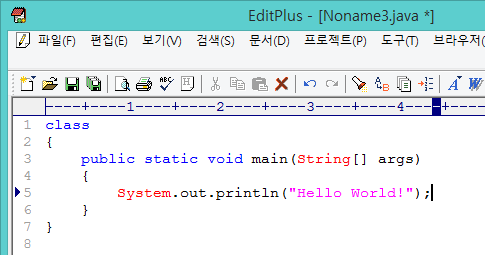 EditPlus - [Noname3.java *]
파일(F) 편집(E) 보기(V) 검색(S) 문서(D) 프로젝트(P) 도구(T) 브라우저(
----+----1----+----2----+----3----+----4----+----
1 class
2 {
3 public static void main(String[] args)
4 {
5 System.out.println("Hello World!");
6 }
7 }
8